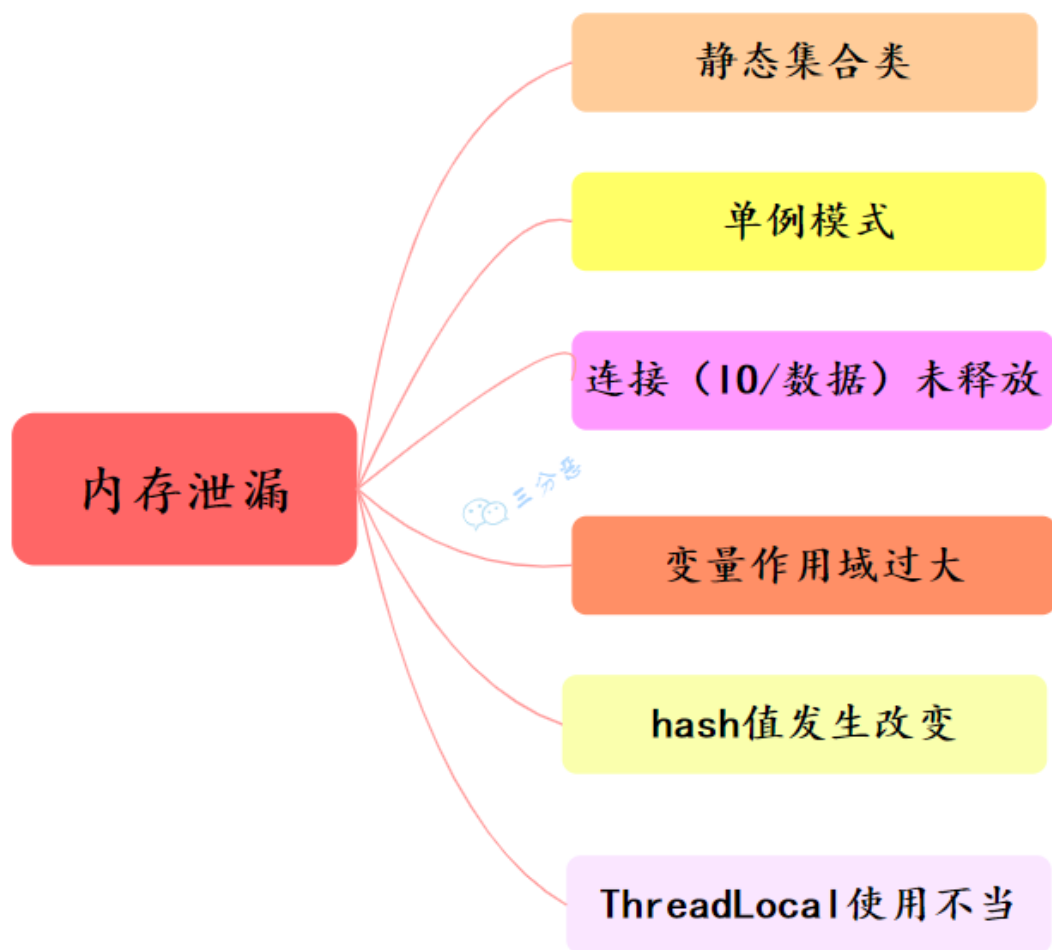 静态集合类
单例模式
连接（IO/数据）未释放
内存泄漏
三分恶
变量作用域过大
hash值发生改变
ThreadLocal使用不当